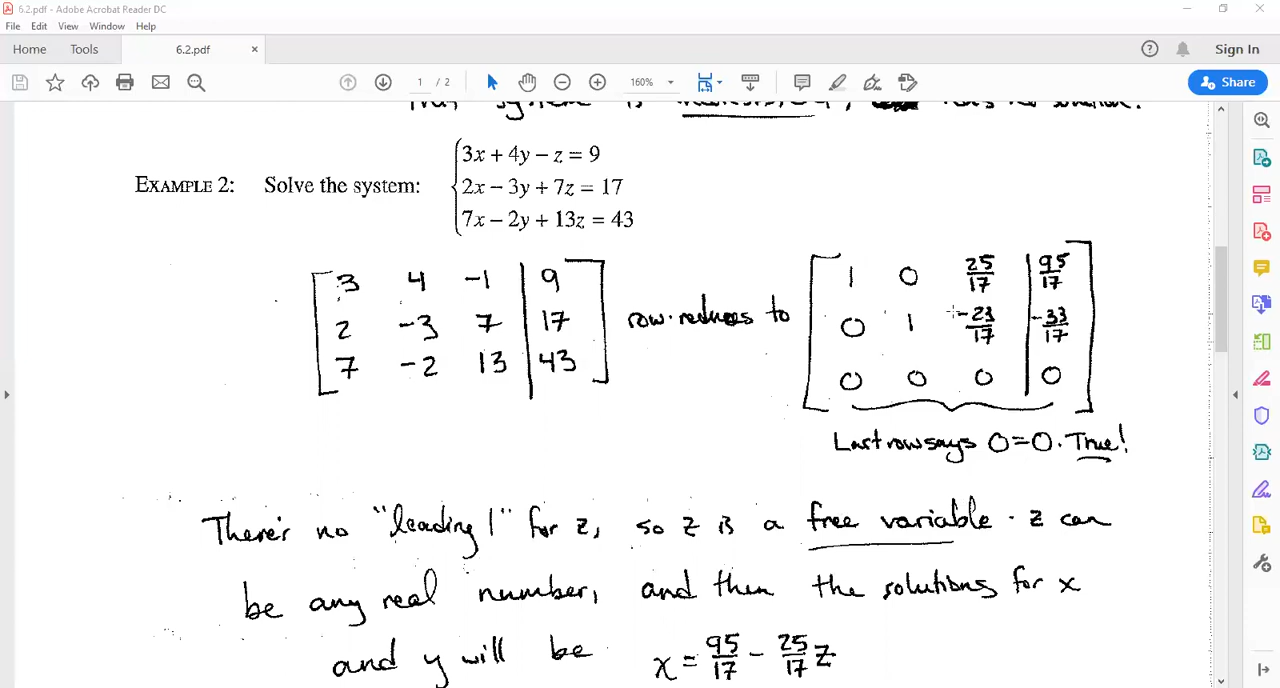 6.2.pdf - Adobe Acrobat Reader DC
File Edit View Window Help
Home Tools 6.2.pdf × Sign In
1 / 2 160% Share
system is
no solution.
EXAMPLE 2: Solve the system:
3x + 4y − z = 9
2x − 3y + 7z = 17
7x − 2y + 13z = 43
3 4 -1 | 9
2 -3 7 | 17
7 -2 13 | 43
row-reduces to
1 0 25/17 | 95/17
0 1 -23/17 | -33/17
0 0 0 | 0
Last row says 0=0. True!
There's no "leading 1" for z, so z is a free variable. z can
be any real number, and then the solutions for x
and y will be x = 95/17 - 25/17 z